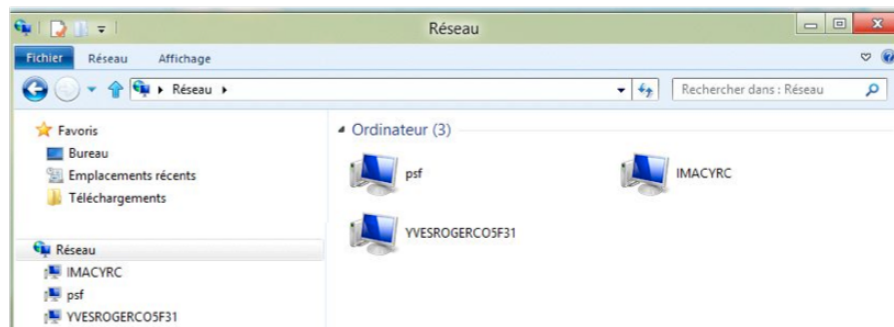 Réseau
Fichier Réseau Affichage
Réseau Rechercher dans : Réseau
Favoris
Bureau
Emplacements récents
Téléchargements
Réseau
IMACYRC
psf
YVESROGERCO5F31
Ordinateur (3)
psf IMACYRC
YVESROGERCO5F31